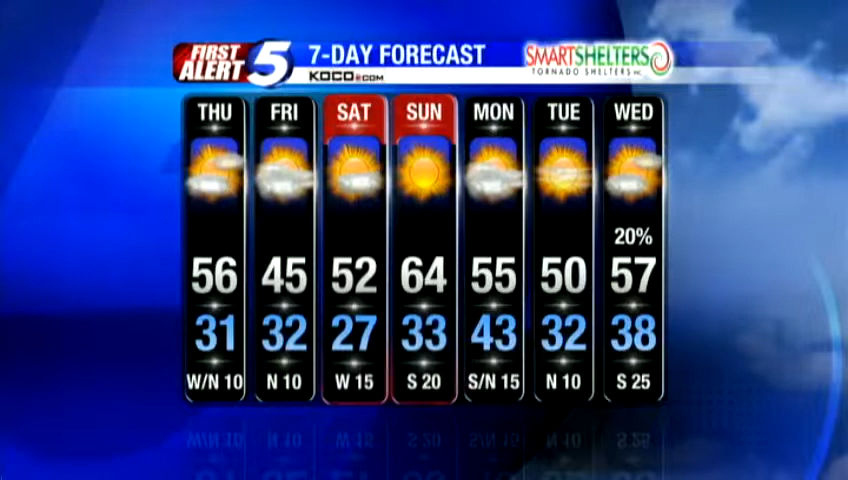 FIRST ALERT 5
7-DAY FORECAST
KOCO.COM
SMARTSHELTERS
TORNADO SHELTERS INC
THU FRI SAT SUN MON TUE WED
20%
56 45 52 64 55 50 57
31 32 27 33 43 32 38
W/N 10 N 10 W 15 S 20 S/N 15 N 10 S 25